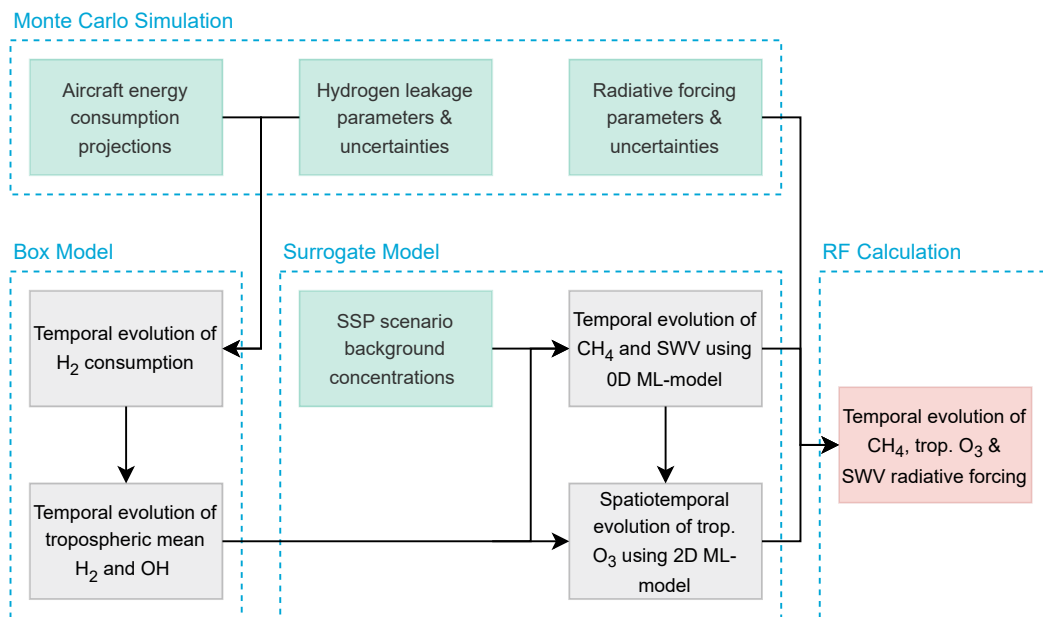 Monte Carlo Simulation
Aircraft energy
consumption
projections
Hydrogen leakage
parameters &
uncertainties
Radiative forcing
parameters &
uncertainties
Box Model
Temporal evolution of
H₂ consumption
Temporal evolution of
tropospheric mean
H₂ and OH
Surrogate Model
SSP scenario
background
concentrations
Temporal evolution of
CH₄ and SWV using
0D ML-model
Spatiotemporal
evolution of trop.
O₃ using 2D ML-
model
RF Calculation
Temporal evolution of
CH₄, trop. O₃ &
SWV radiative forcing